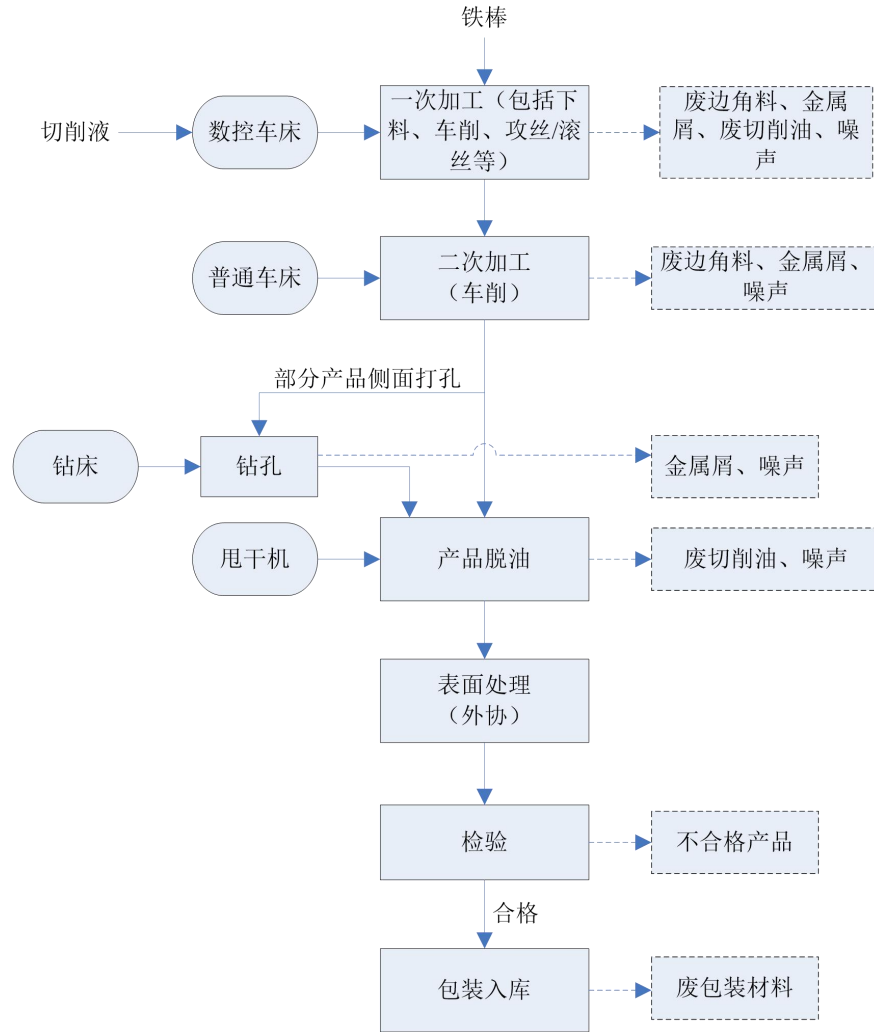 铁棒
切削液
数控车床
一次加工（包括下
料、车削、攻丝/滚
丝等）
废边角料、金属
屑、废切削油、噪
声
普通车床
二次加工
（车削）
废边角料、金属屑、
噪声
部分产品侧面打孔
钻床
钻孔
金属屑、噪声
甩干机
产品脱油
废切削油、噪声
表面处理
（外协）
检验
不合格产品
合格
包装入库
废包装材料